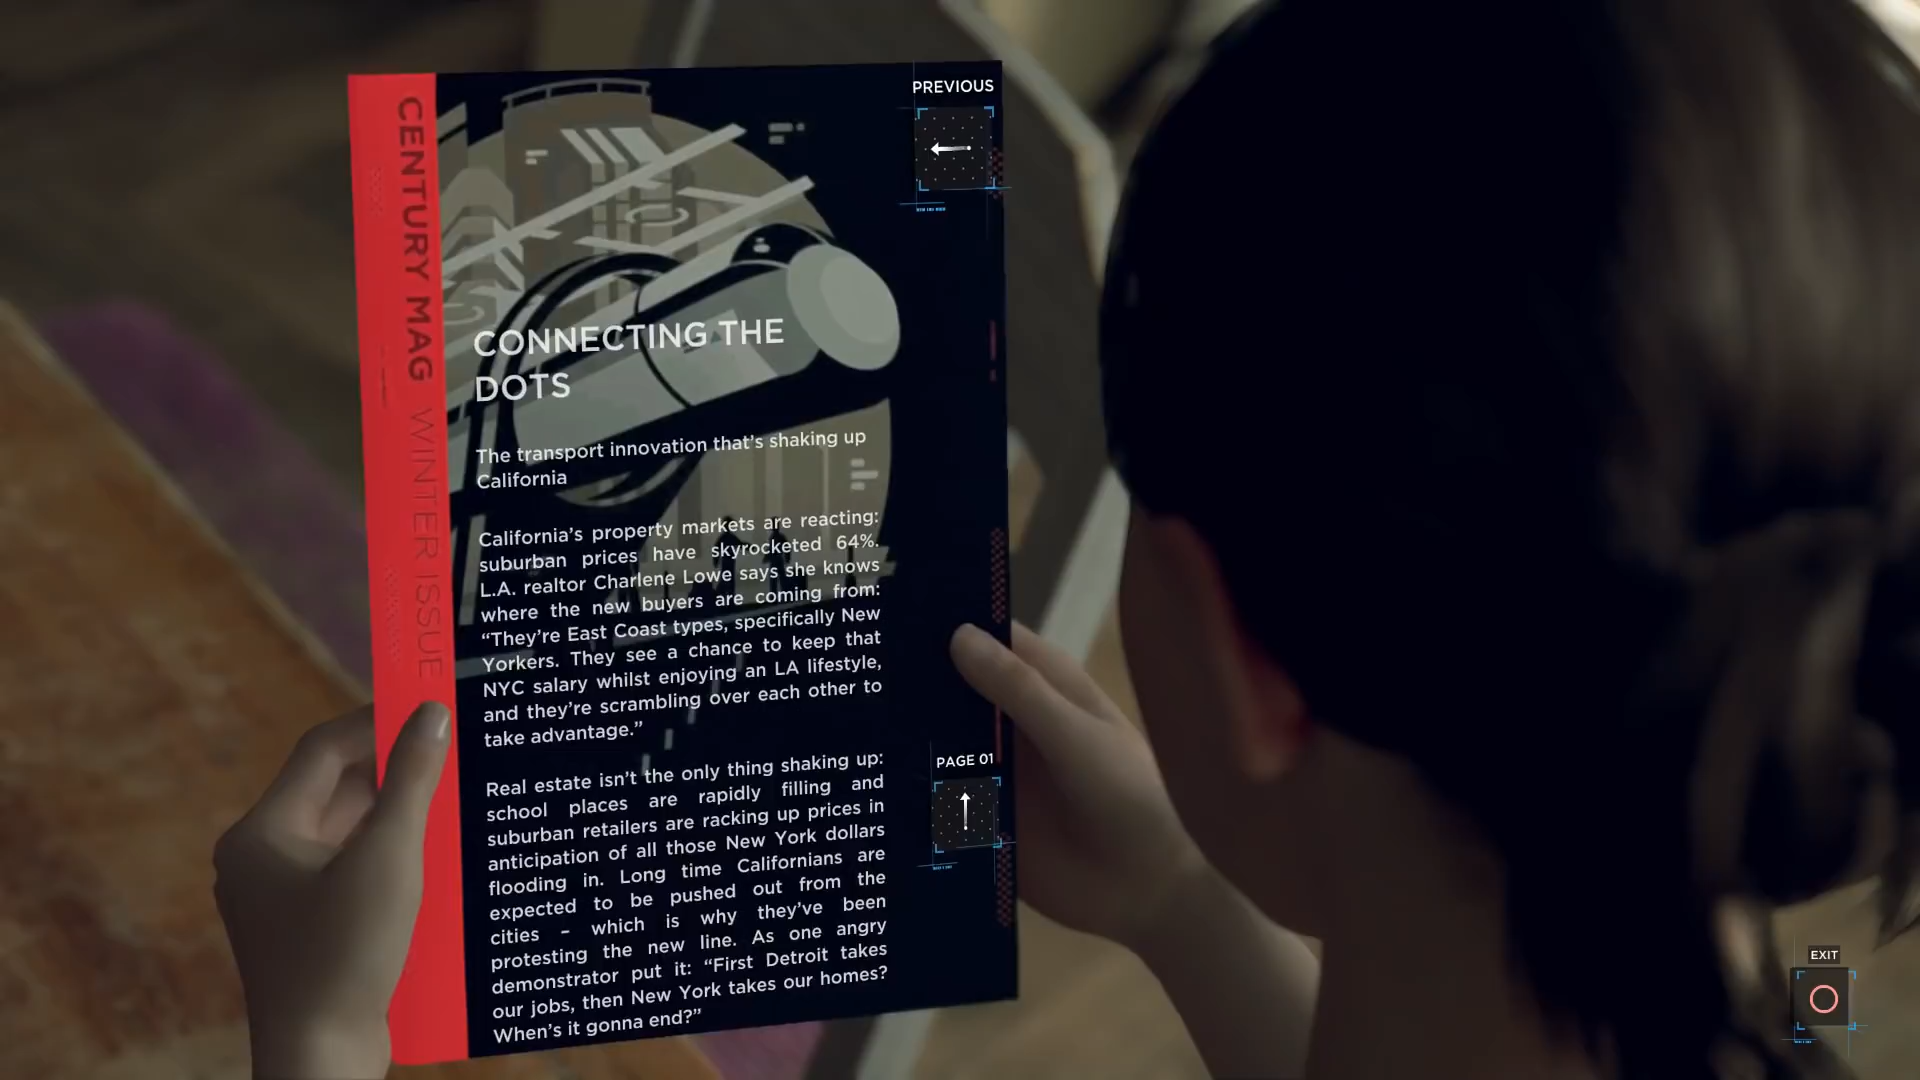 CENTURY MAG WINTER ISSUE
PREVIOUS
CONNECTING THE
DOTS
The transport innovation that's shaking up
California
California's property markets are reacting:
suburban prices have skyrocketed 64%.
L.A. realtor Charlene Lowe says she knows
where the new buyers are coming from:
“They're East Coast types, specifically New
Yorkers. They see a chance to keep that
NYC salary whilst enjoying an LA lifestyle,
and they're scrambling over each other to
take advantage.”
Real estate isn't the only thing shaking up:
school places are rapidly filling and
suburban retailers are racking up prices in
anticipation of all those New York dollars
flooding in. Long time Californians are
expected to be pushed out from the
cities – which is why they've been
protesting the new line. As one angry
demonstrator put it: “First Detroit takes
our jobs, then New York takes our homes?
When's it gonna end?”
PAGE 01
EXIT